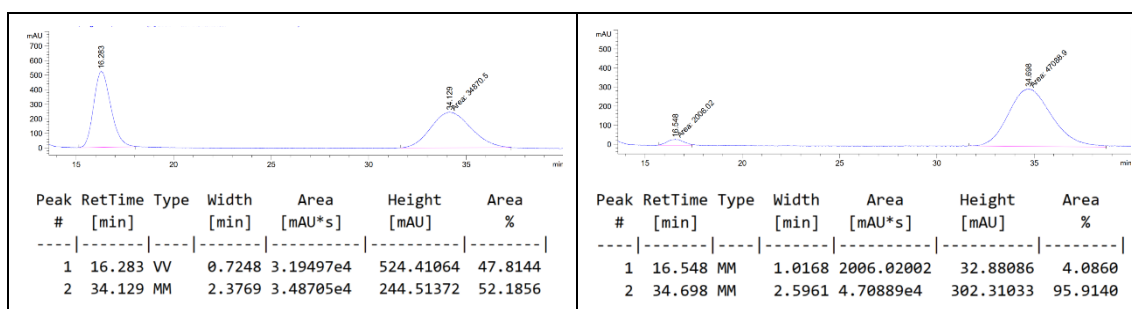 mAU
700
600
500
400
300
200
100
0
16.283
34.129
Area: 34870.5
15 20 25 30 35 min
Peak RetTime Type Width Area Height Area
# [min] [min] [mAU*s] [mAU] %
----|-------|----|-------|----------|----------|--------|
1 16.283 VV 0.7248 3.19497e4 524.41064 47.8144
2 34.129 MM 2.3769 3.48705e4 244.51372 52.1856
mAU
500
400
300
200
100
0
16.548
Area: 2006.02
34.698
Area: 47088.9
15 20 25 30 35 min
Peak RetTime Type Width Area Height Area
# [min] [min] [mAU*s] [mAU] %
----|-------|----|-------|----------|----------|--------|
1 16.548 MM 1.0168 2006.02002 32.88086 4.0860
2 34.698 MM 2.5961 4.70889e4 302.31033 95.9140